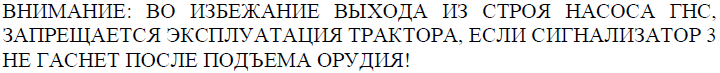 ВНИМАНИЕ: ВО ИЗБЕЖАНИЕ ВЫХОДА ИЗ СТРОЯ НАСОСА ГНС,
ЗАПРЕЩАЕТСЯ ЭКСПЛУАТАЦИЯ ТРАКТОРА, ЕСЛИ СИГНАЛИЗАТОР 3
НЕ ГАСНЕТ ПОСЛЕ ПОДЪЕМА ОРУДИЯ!